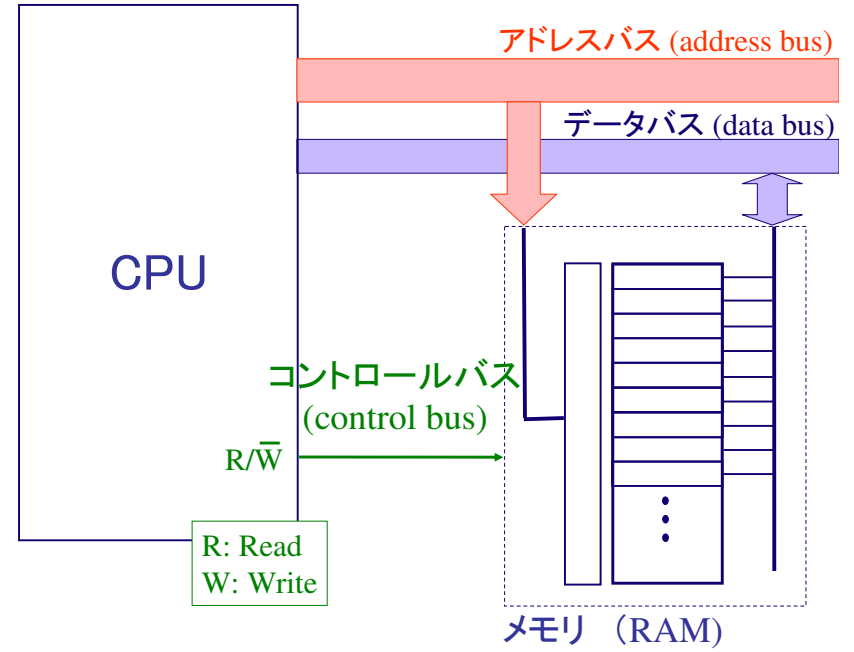 アドレスバス (address bus)
データバス (data bus)
CPU
コントロールバス
(control bus)
R/W̅
R: Read
W: Write
メモリ （RAM)